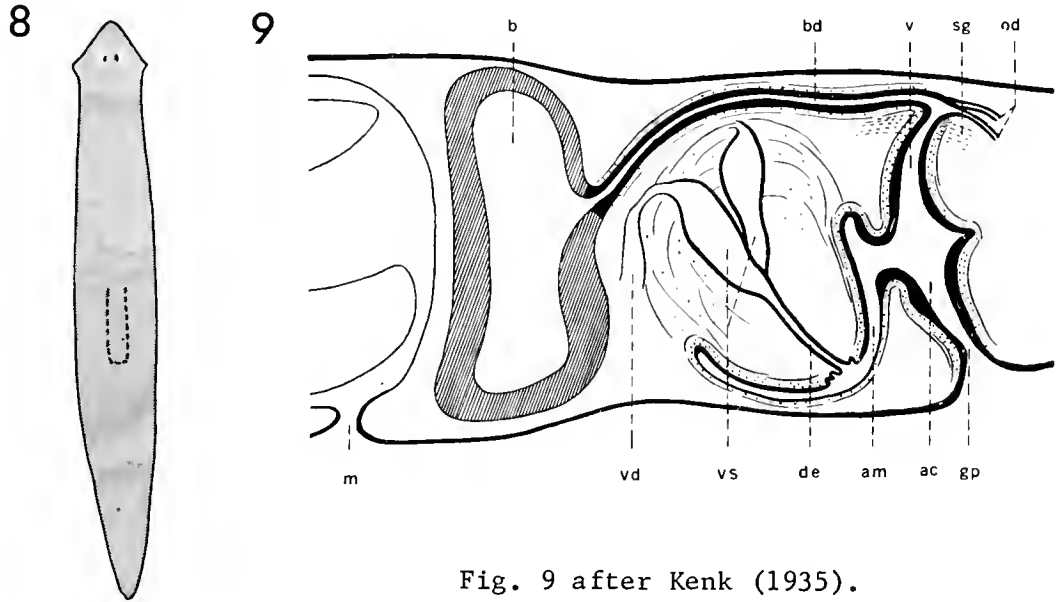 8
9
b bd v sg od
m vd vs de am ac gp
Fig. 9 after Kenk (1935).